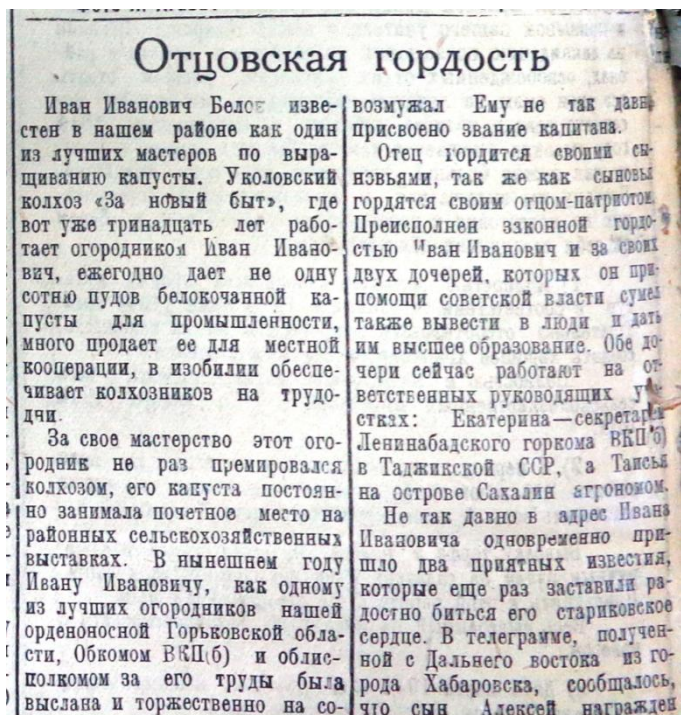 Отцовская гордость
Иван Иванович Белов изве-
стен в нашем районе как один
из лучших мастеров по выра-
щиванию капусты. Уколовский
колхоз «За новый быт», где
вот уже тринадцать лет рабо-
тает огородником Иван Ивано-
вич, ежегодно дает не одну
сотню пудов белокочанной ка-
пусты для промышленности,
много продает ее для местной
кооперации, в изобилии обеспе-
чивает колхозников на трудо-
дчи.
За свое мастерство этот ого-
родник не раз премировался
колхозом, его капуста постоян-
но занимала почетное место на
районных сельскохозяйственных
выставках. В нынешнем году
Ивану Ивановичу, как одному
из лучших огородников нашей
орденоносной Горьковской обла-
сти, Обкомом ВКП(б) и облис-
полкомом за его труды была
выслана и торжественно на со-
возмужал Ему не так давно
присвоено звание капитана.
Отец гордится своими сы-
новьями, так же как сыновья
гордятся своим отцом-патриотом.
Преисполнен взконной гордо-
стью Иван Иванович и за своих
двух дочерей, которых он при
помощи советской власти сумел
также вывести в люди и дать
им высшее образование. Обе до-
чери сейчас работают на от-
ветственных руководящих уча-
стках: Екатерина—секретарь
Ленинабадского горкома ВКП(б)
в Таджикской ССР, а Таисья
на острове Сахалин агрономом.
Не так давно в адрес Ивана
Ивановича одновременно при-
шло два приятных известия,
которые еще раз заставили ра-
достно биться его стариковское
сердце. В телеграмме, получен-
ной с Дальнего востока из го-
рода Хабаровска, сообщалось,
что сын Алексей награжден